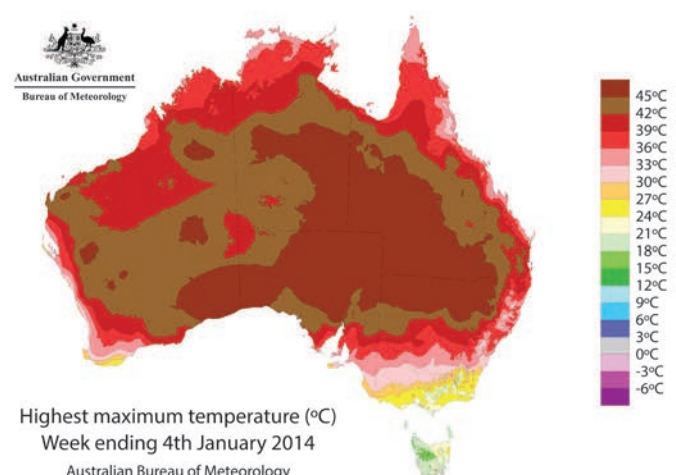 Australian Government
Bureau of Meteorology
45ºC
42ºC
39ºC
36ºC
33ºC
30ºC
27ºC
24ºC
21ºC
18ºC
15ºC
12ºC
9ºC
6ºC
3ºC
0ºC
-3ºC
-6ºC
Highest maximum temperature (ºC)
Week ending 4th January 2014
Australian Bureau of Meteorology